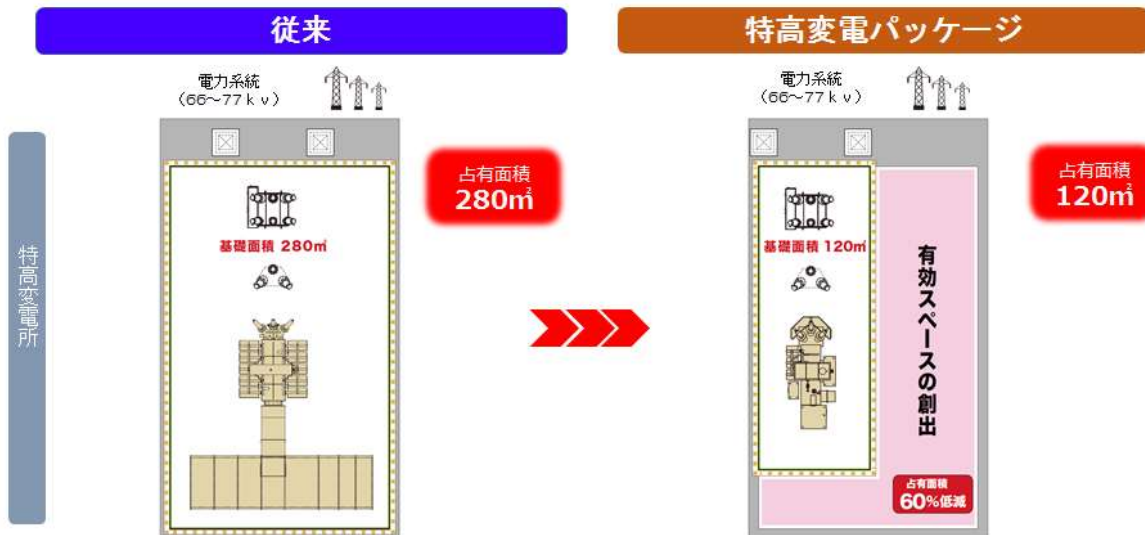 従来
特高変電パッケージ
電力系統
(66~77kv)
占有面積
280㎡
基礎面積 280㎡
特高変電所
電力系統
(66~77kv)
占有面積
120㎡
基礎面積 120㎡
有効スペースの創出
占有面積
60%低減